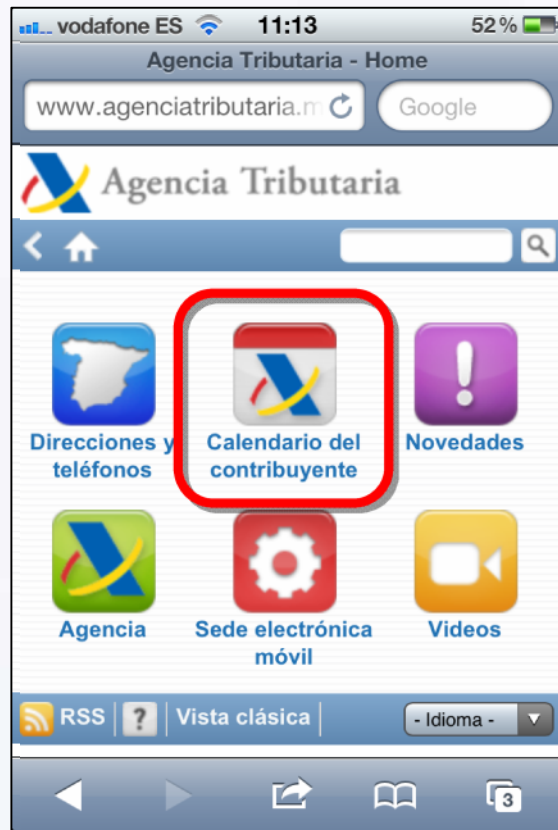 vodafone ES 11:13 52 %
Agencia Tributaria - Home
www.agenciatributaria.m Google
Agencia Tributaria
Direcciones y teléfonos
Calendario del contribuyente
Novedades
Agencia
Sede electrónica móvil
Videos
RSS ? Vista clásica - Idioma -
3